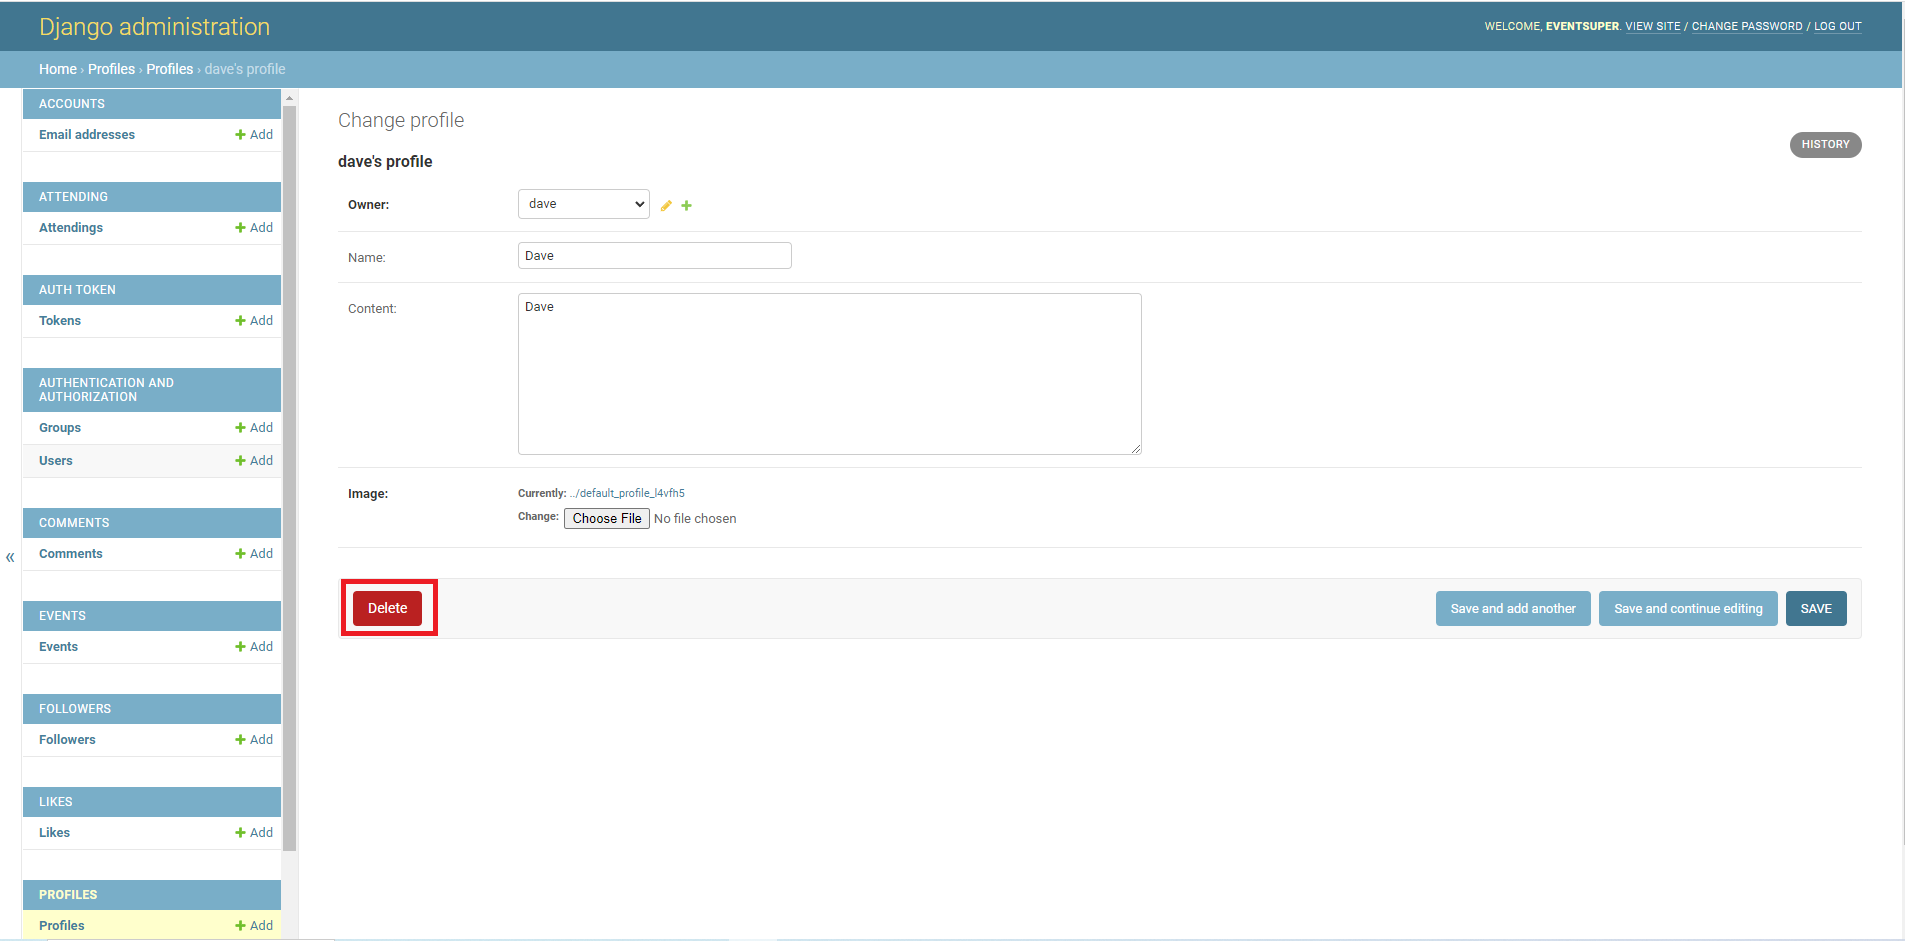 Django administration
WELCOME, EVENTSUPER. VIEW SITE / CHANGE PASSWORD / LOG OUT
Home › Profiles › Profiles › dave's profile
ACCOUNTS
Email addresses + Add
ATTENDING
Attendings + Add
AUTH TOKEN
Tokens + Add
AUTHENTICATION AND
AUTHORIZATION
Groups + Add
Users + Add
COMMENTS
Comments + Add
EVENTS
Events + Add
FOLLOWERS
Followers + Add
LIKES
Likes + Add
PROFILES
Profiles + Add
«
Change profile
HISTORY
dave's profile
Owner: dave
Name: Dave
Content: Dave
Image: Currently: ../default_profile_l4vfh5
Change: Choose File No file chosen
Delete Save and add another Save and continue editing SAVE